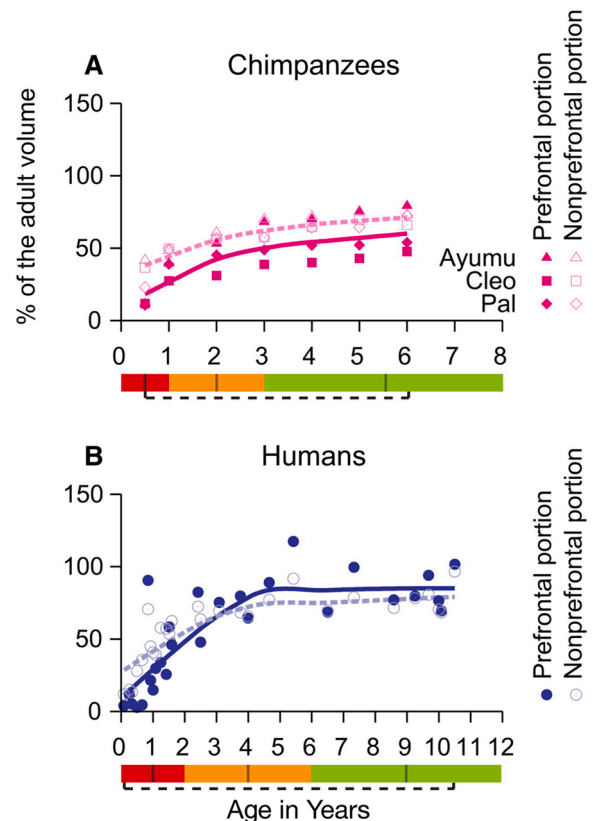 A
Chimpanzees
150
100
50
0
% of the adult volume
Prefrontal portion
Nonprefrontal portion
Ayumu
Cleo
Pal
0 1 2 3 4 5 6 7 8
B
Humans
150
100
50
0
Prefrontal portion
Nonprefrontal portion
0 1 2 3 4 5 6 7 8 9 10 11 12
Age in Years